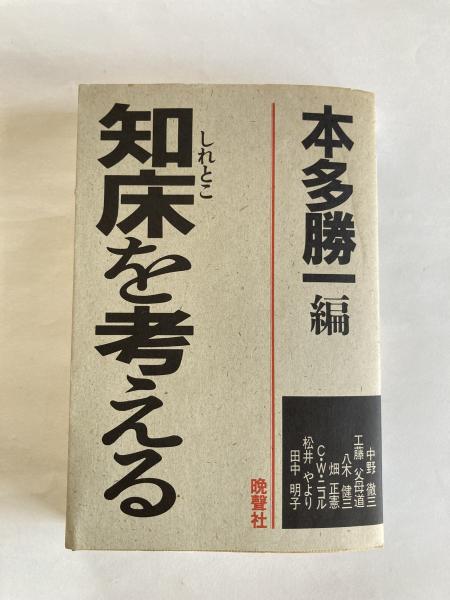 本多勝一 編
知床を考える
しれとこ
中野 徹三
工藤 父母道
八木 健三
畑 正憲
C・W・ニコル
松井 やより
田中 明子
晩聲社